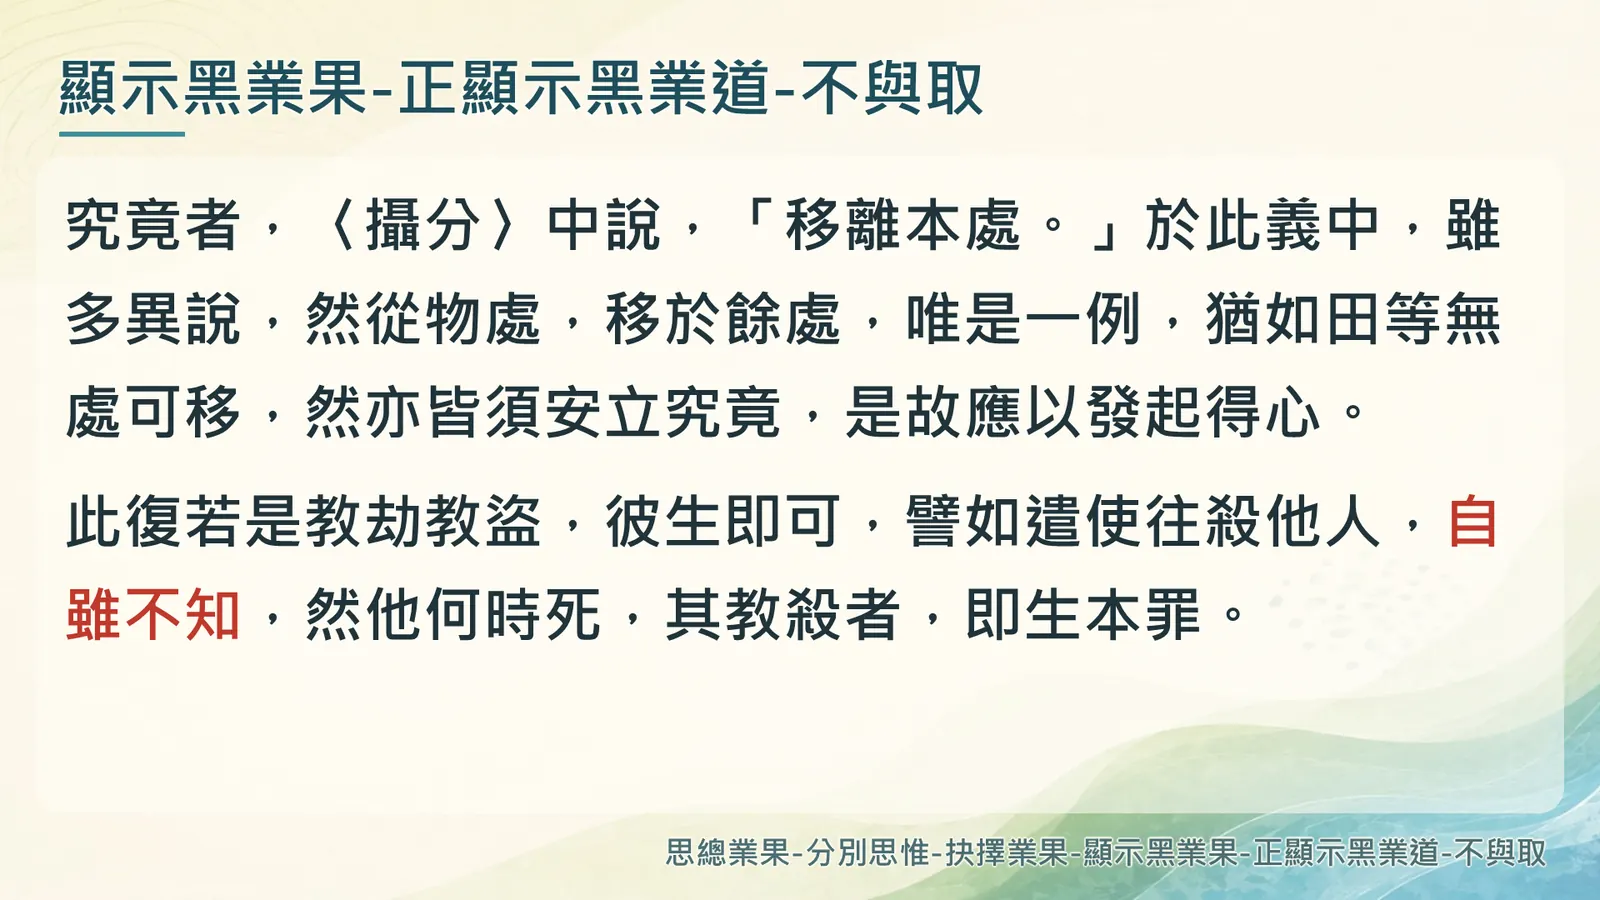 顯示黑業果-正顯示黑業道-不與取
究竟者，〈攝分〉中說，「移離本處。」於此義中，雖
多異說，然從物處，移於餘處，唯是一例，猶如田等無
處可移，然亦皆須安立究竟，是故應以發起得心。
此復若是教劫教盜，彼生即可，譬如遣使往殺他人，自
雖不知，然他何時死，其教殺者，即生本罪。
思總業果-分別思惟-抉擇業果-顯示黑業果-正顯示黑業道-不與取